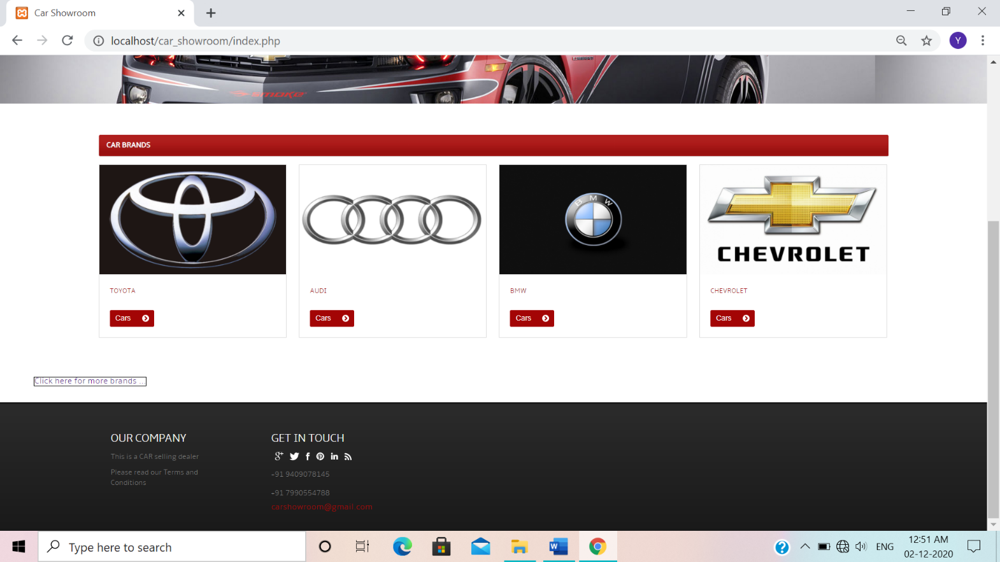 Car Showroom
localhost/car_showroom/index.php
Y
SMOKE
CAR BRANDS
BMW
CHEVROLET
TOYOTA
AUDI
BMW
CHEVROLET
Cars
Cars
Cars
Cars
Click here for more brands ...
OUR COMPANY
GET IN TOUCH
This is a CAR selling dealer
Please read our Terms and
Conditions
+91 9409078145
+91 7990554788
carshowroom@gmail.com
Type here to search
ENG
12:51 AM
02-12-2020